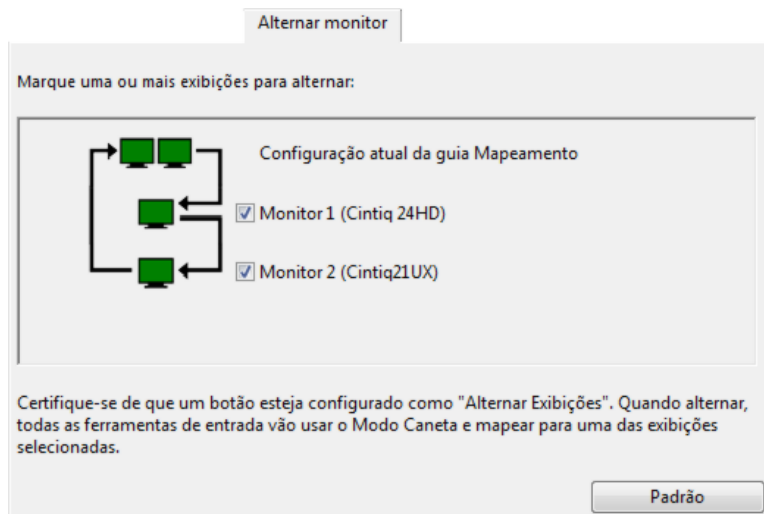 Alternar monitor
Marque uma ou mais exibições para alternar:
Configuração atual da guia Mapeamento
Monitor 1 (Cintiq 24HD)
Monitor 2 (Cintiq21UX)
Certifique-se de que um botão esteja configurado como "Alternar Exibições". Quando alternar,
todas as ferramentas de entrada vão usar o Modo Caneta e mapear para uma das exibições
selecionadas.
Padrão